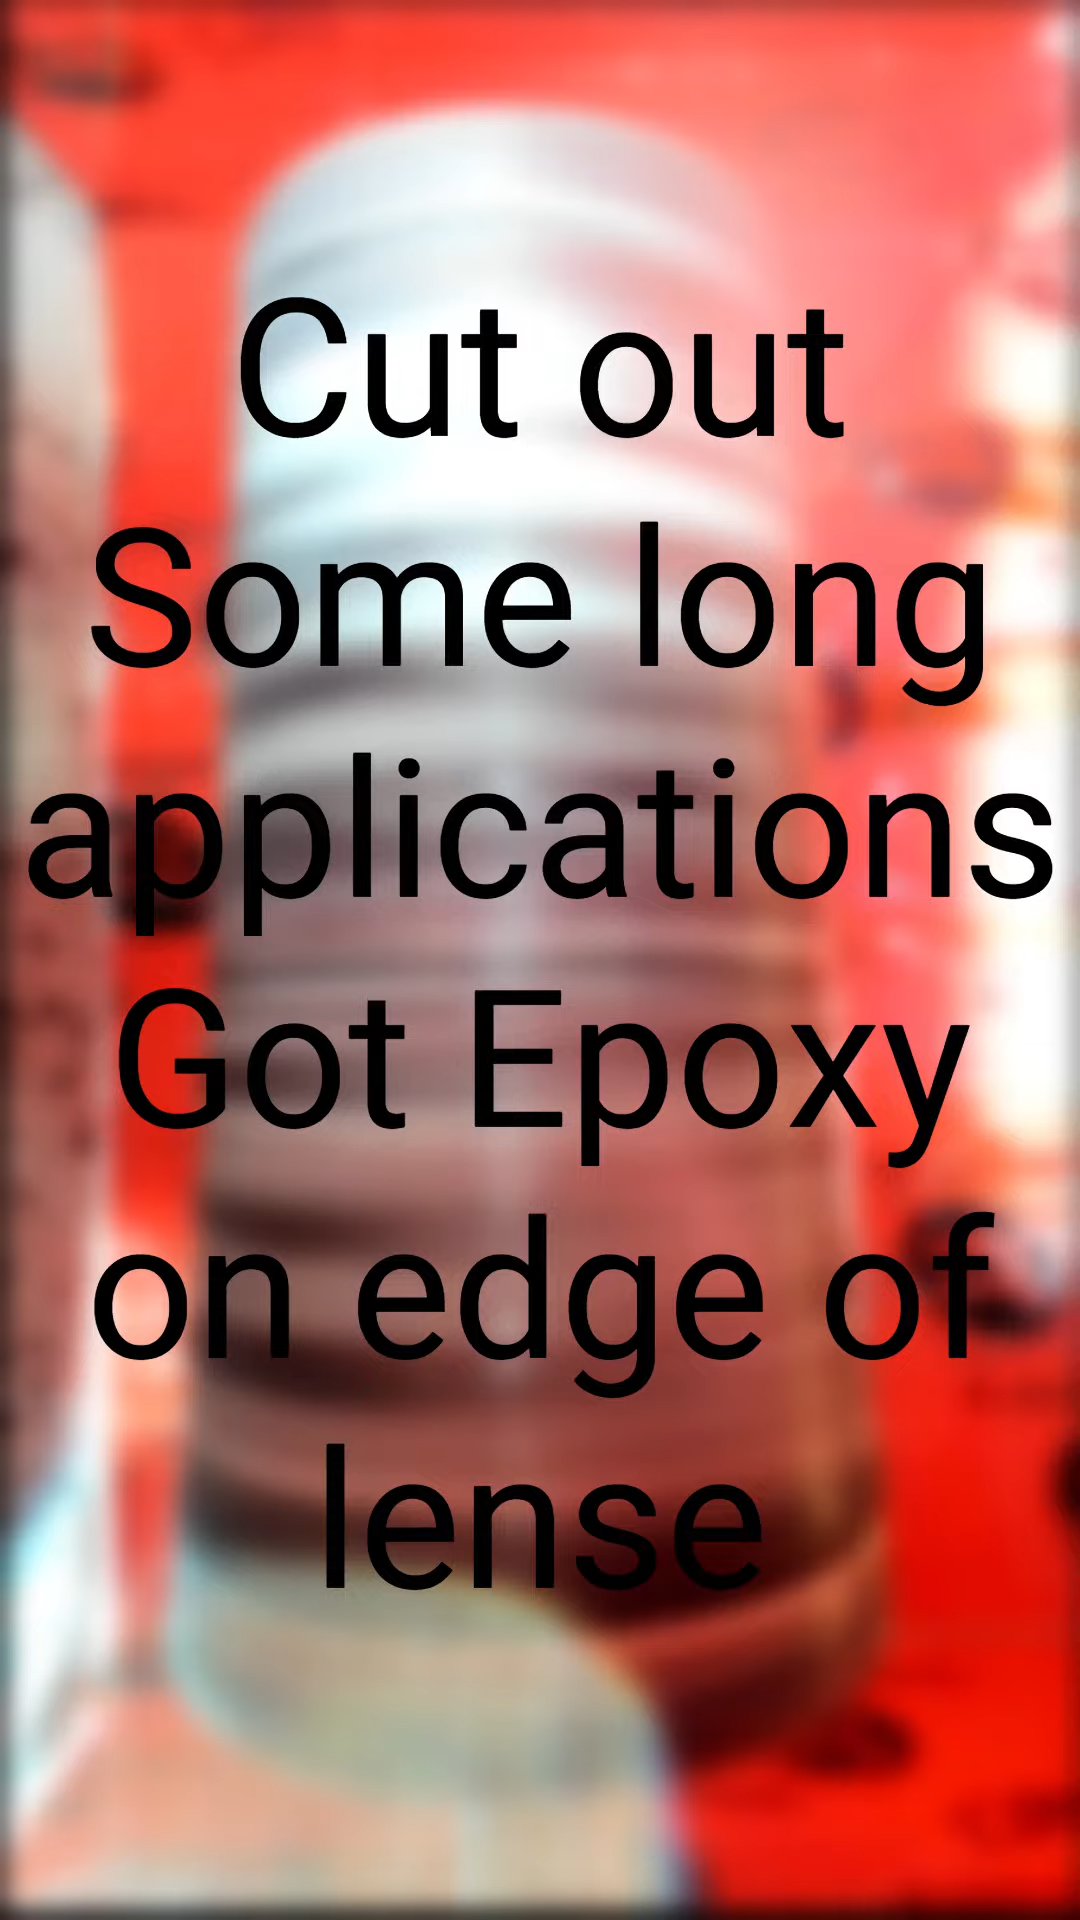 Cut out
Some long
applications
Got Epoxy
on edge of
lense